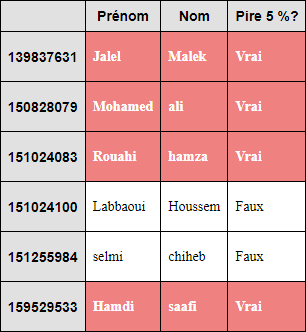 Prénom Nom Pire 5 %?
139837631 Jalel Malek Vrai
150828079 Mohamed ali Vrai
151024083 Rouahi hamza Vrai
151024100 Labbaoui Houssem Faux
151255984 selmi chiheb Faux
159529533 Hamdi saafi Vrai